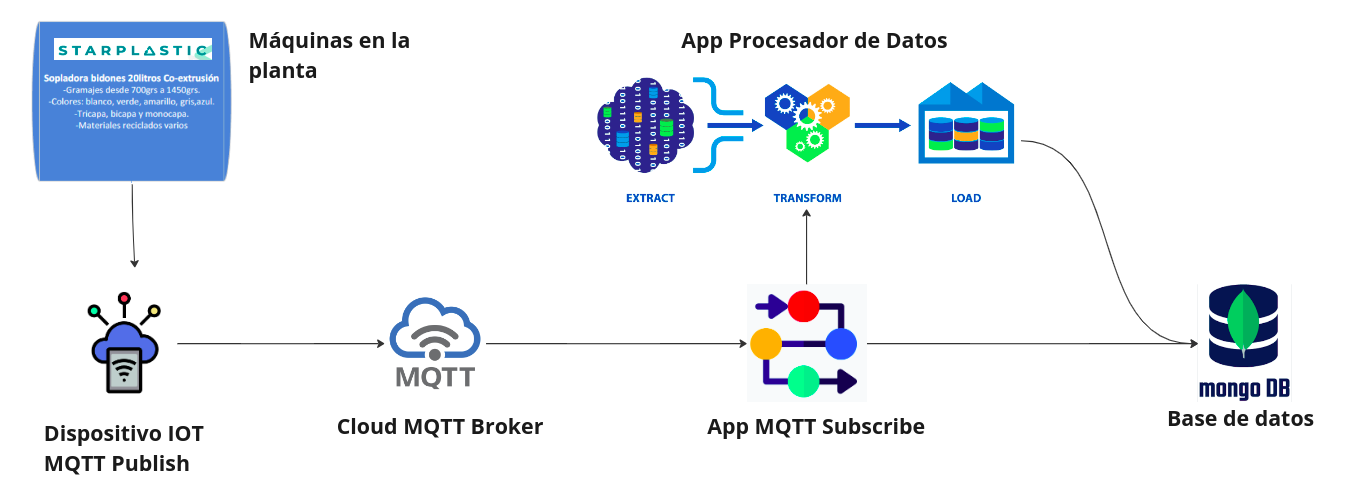 STARPLASTIC
Sopladora bidones 20litros Co-extrusión
-Gramajes desde 700grs a 1450grs.
-Colores: blanco, verde, amarillo, gris,azul.
-Tricapa, bicapa y monocapa.
-Materiales reciclados varios
Máquinas en la
planta
App Procesador de Datos
EXTRACT
TRANSFORM
LOAD
MQTT
mongo DB
Dispositivo IOT
MQTT Publish
Cloud MQTT Broker
App MQTT Subscribe
Base de datos